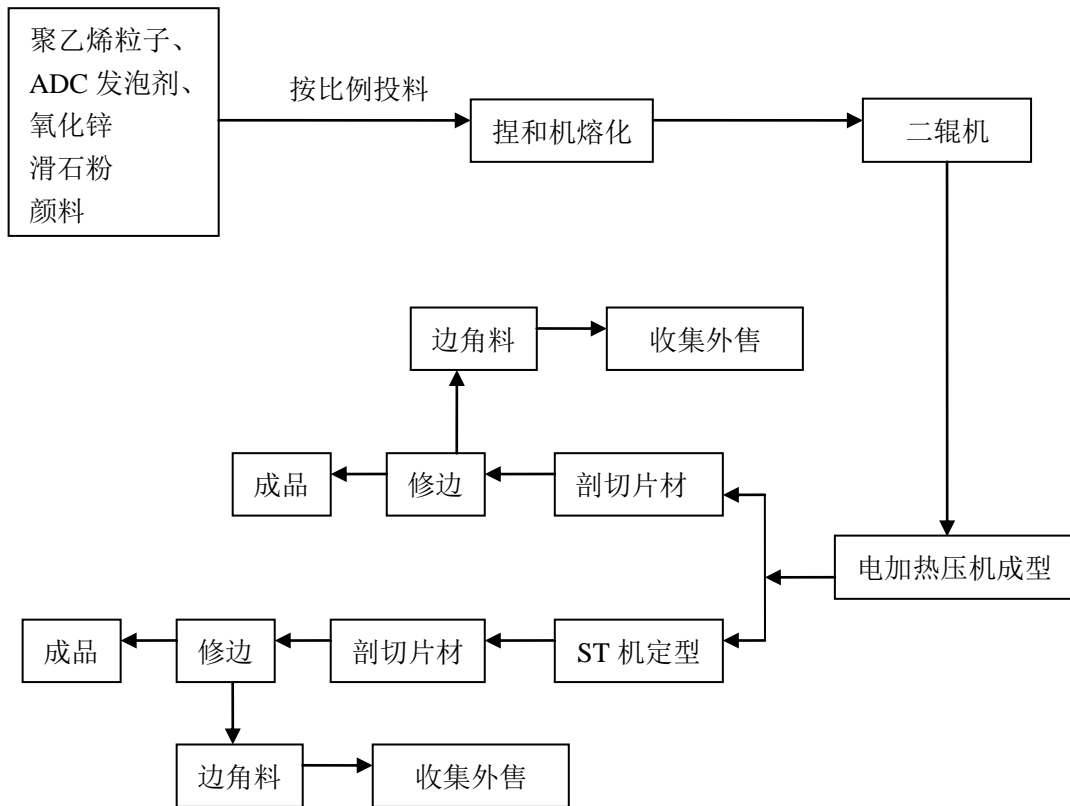 聚乙烯粒子、
ADC 发泡剂、
氧化锌
滑石粉
颜料
按比例投料
捏和机熔化
二辊机
边角料
收集外售
成品
修边
剖切片材
电加热压机成型
成品
修边
剖切片材
ST 机定型
边角料
收集外售